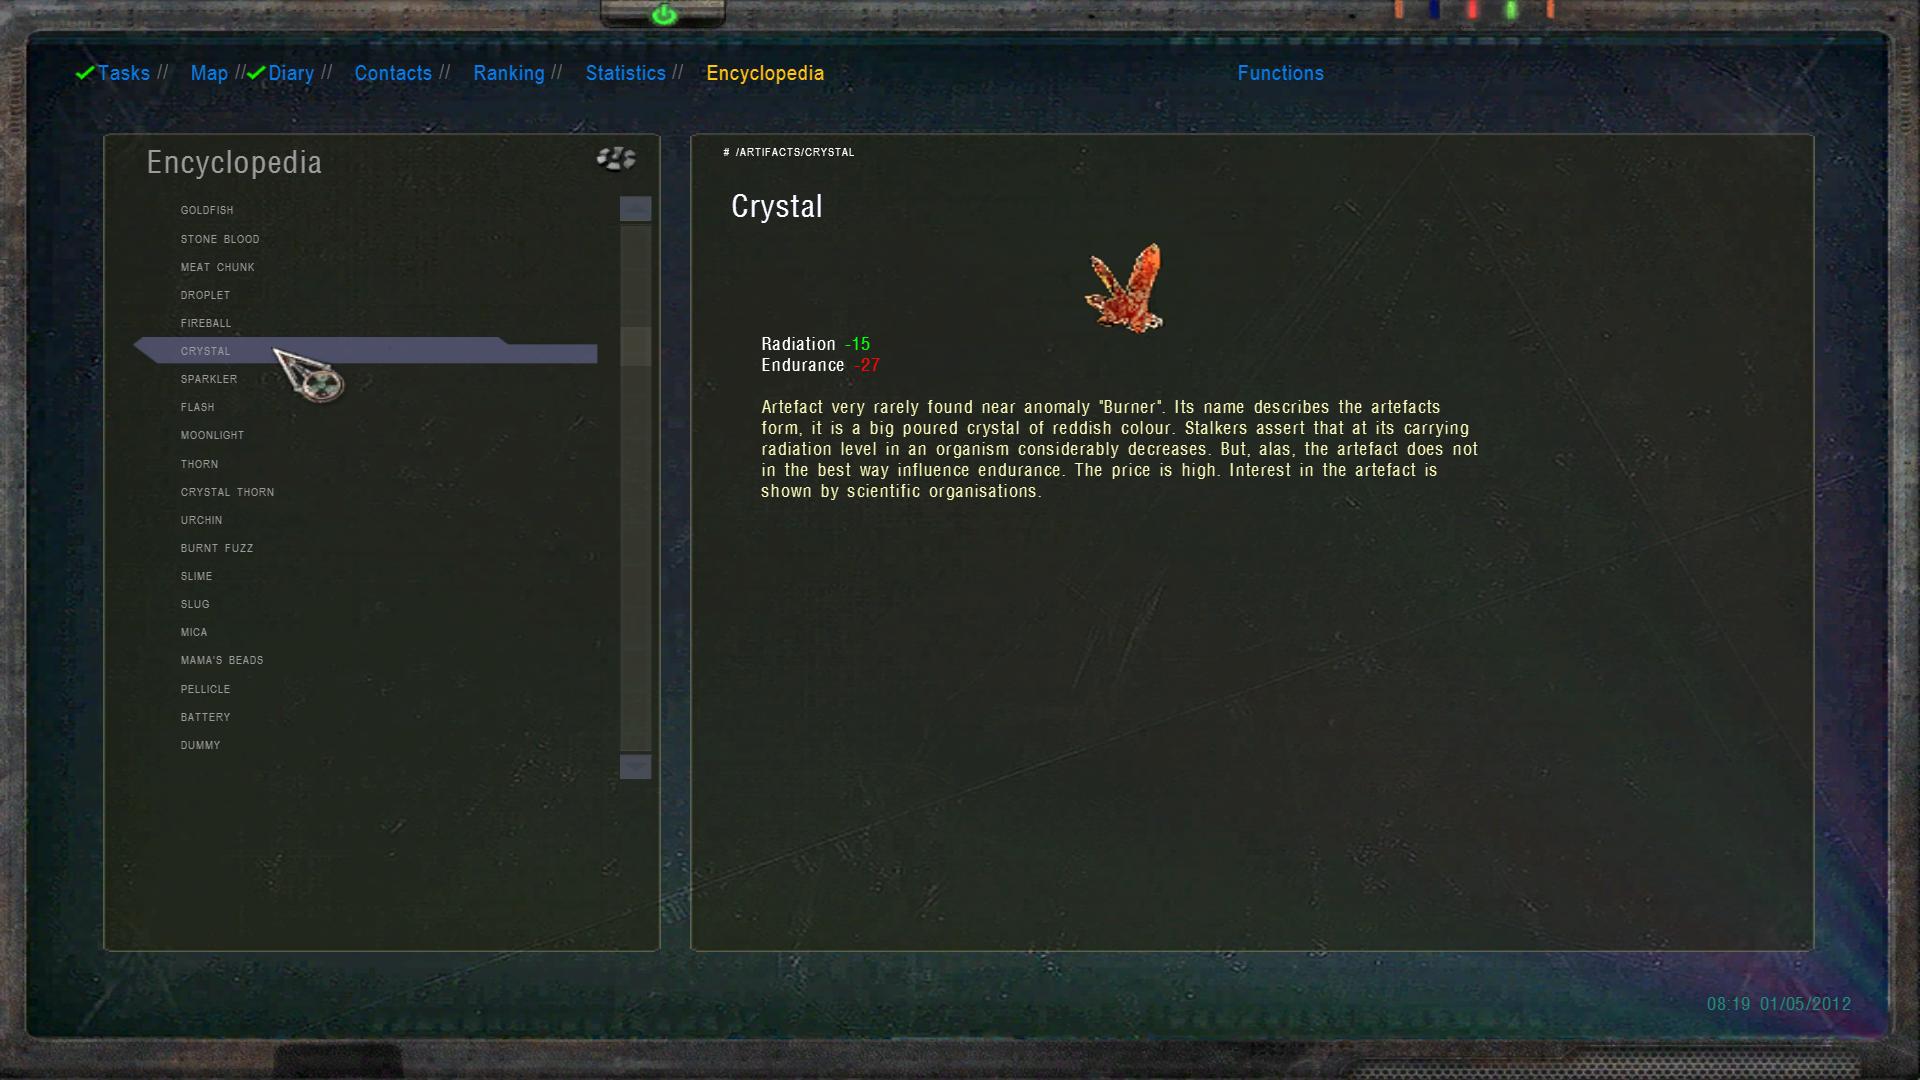 Tasks // Map // Diary // Contacts // Ranking // Statistics // Encyclopedia Functions
Encyclopedia
GOLDFISH
STONE BLOOD
MEAT CHUNK
DROPLET
FIREBALL
CRYSTAL
SPARKLER
FLASH
MOONLIGHT
THORN
CRYSTAL THORN
URCHIN
BURNT FUZZ
SLIME
SLUG
MICA
MAMA'S BEADS
PELLICLE
BATTERY
DUMMY
# /ARTIFACTS/CRYSTAL
Crystal
Radiation -15
Endurance -27
Artefact very rarely found near anomaly "Burner". Its name describes the artefacts
form, it is a big poured crystal of reddish colour. Stalkers assert that at its carrying
radiation level in an organism considerably decreases. But, alas, the artefact does not
in the best way influence endurance. The price is high. Interest in the artefact is
shown by scientific organisations.
08:19 01/05/2012